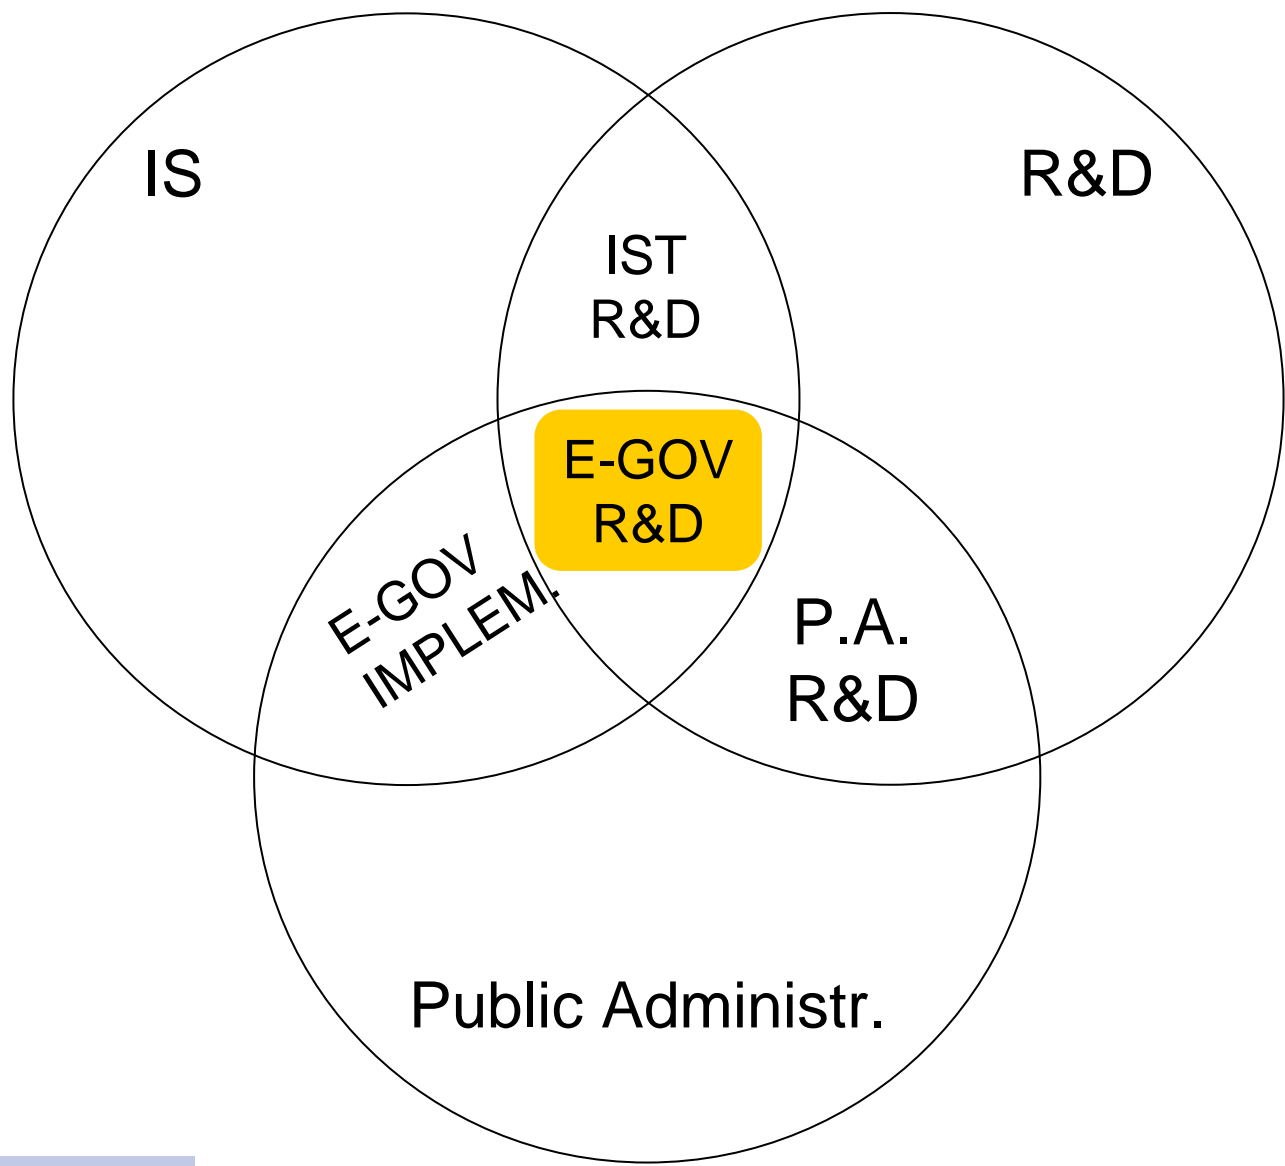 IS
R&D
IST
R&D
E-GOV
R&D
E-GOV
IMPLEM.
P.A.
R&D
Public Administr.